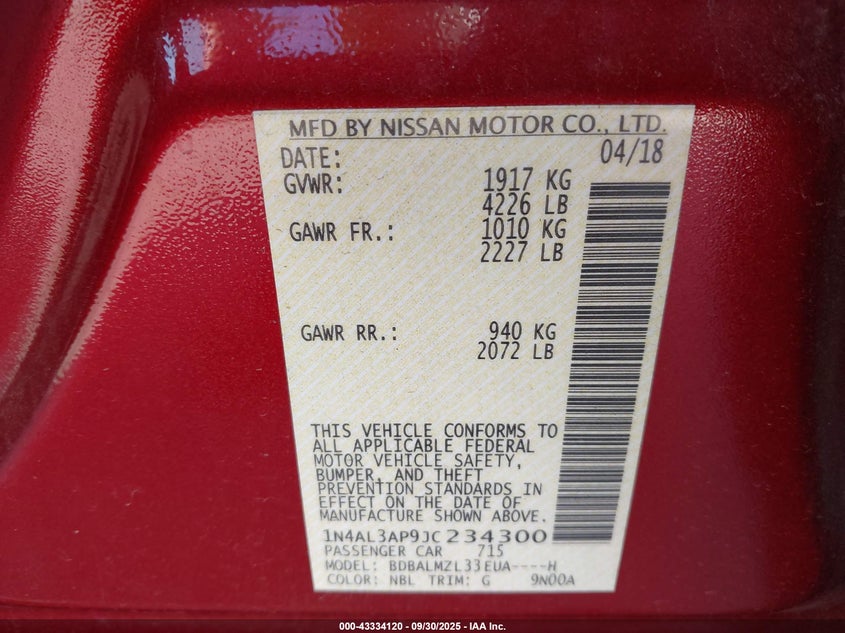 MFD BY NISSAN MOTOR CO., LTD.
DATE: 04/18
GVWR: 1917 KG
4226 LB
GAWR FR.: 1010 KG
2227 LB
GAWR RR.: 940 KG
2072 LB
THIS VEHICLE CONFORMS TO
ALL APPLICABLE FEDERAL
MOTOR VEHICLE SAFETY,
BUMPER, AND THEFT
PREVENTION STANDARDS IN
EFFECT ON THE DATE OF
MANUFACTURE SHOWN ABOVE.
1N4AL3AP9JC234300
PASSENGER CAR 715
MODEL: BDBALMZL33EUA----H
COLOR: NBL TRIM: G 9N00A
000-43334120 - 09/30/2025 - IAA Inc.